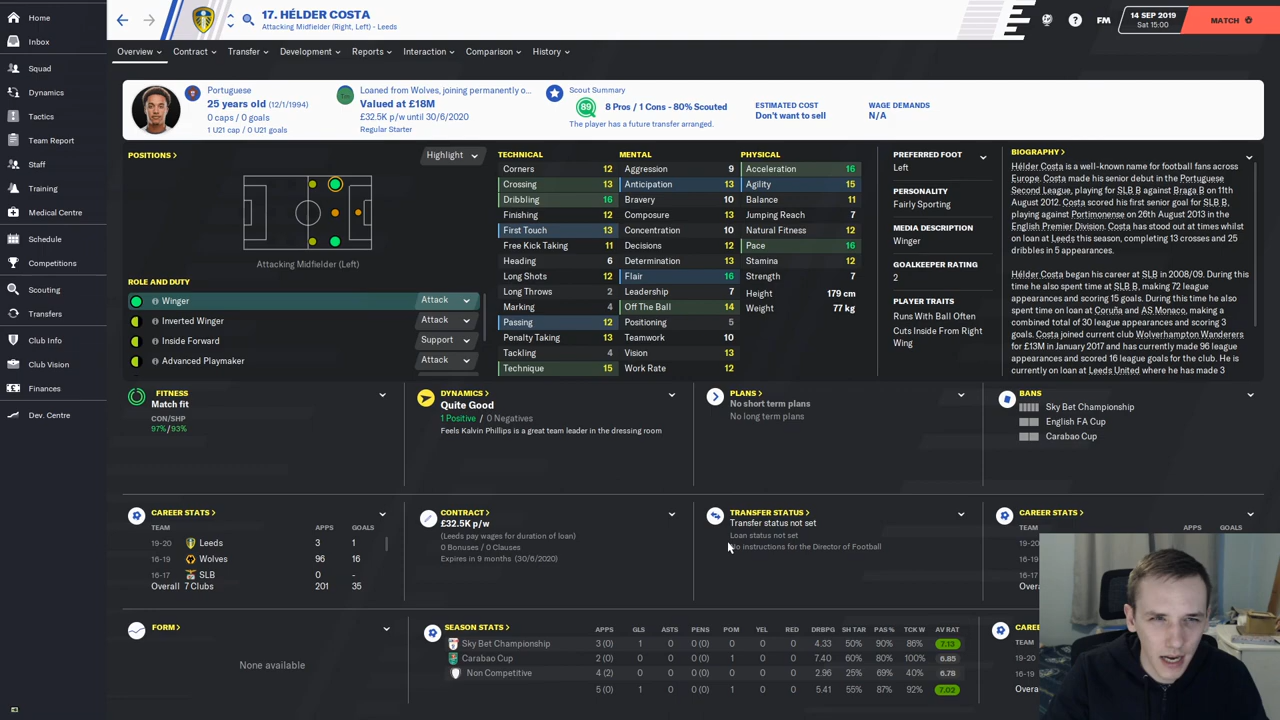 17. HÉLDER COSTA
Attacking Midfielder (Right, Left) - Leeds
FM
14 SEP 2019
Sat 15:00
MATCH
Home
Inbox
Squad
Dynamics
Tactics
Team Report
Staff
Training
Medical Centre
Schedule
Competitions
Scouting
Transfers
Club Info
Club Vision
Finances
Dev. Centre
Overview Contract Transfer Development Reports Interaction Comparison History
Portuguese
25 years old (12/1/1994)
0 caps / 0 goals
1 U21 cap / 0 U21 goals
Loaned from Wolves, joining permanently o...
Valued at £18M
£32.5K p/w until 30/6/2020
Regular Starter
Scout Summary
89 8 Pros / 1 Cons - 80% Scouted
The player has a future transfer arranged.
ESTIMATED COST
Don't want to sell
WAGE DEMANDS
N/A
POSITIONS >
Highlight
Attacking Midfielder (Left)
ROLE AND DUTY
Winger Attack
Inverted Winger Attack
Inside Forward Support
Advanced Playmaker Attack
TECHNICAL
Corners 12
Crossing 13
Dribbling 16
Finishing 12
First Touch 13
Free Kick Taking 11
Heading 6
Long Shots 12
Long Throws 2
Marking 4
Passing 12
Penalty Taking 13
Tackling 4
Technique 15
MENTAL
Aggression 9
Anticipation 13
Bravery 10
Composure 13
Concentration 10
Decisions 12
Determination 13
Flair 16
Leadership 7
Off The Ball 14
Positioning 5
Teamwork 10
Vision 13
Work Rate 12
PHYSICAL
Acceleration 16
Agility 15
Balance 11
Jumping Reach 7
Natural Fitness 12
Pace 16
Stamina 12
Strength 7
Height 179 cm
Weight 77 kg
PREFERRED FOOT
Left
PERSONALITY
Fairly Sporting
MEDIA DESCRIPTION
Winger
GOALKEEPER RATING
2
PLAYER TRAITS
Runs With Ball Often
Cuts Inside From Right
Wing
BIOGRAPHY >
Hélder Costa is a well-known name for football fans across
Europe. Costa made his senior debut in the Portuguese
Second League, playing for SLB B against Braga B on 11th
August 2012. Costa scored his first senior goal for SLB B,
playing against Portimonense on 26th August 2013 in the
English Premier Division. Costa has stood out at times whilst
on loan at Leeds this season, completing 13 crosses and 25
dribbles in 5 appearances.
Hélder Costa began his career at SLB in 2008/09. During this
time he also spent time at SLB B, making 72 league
appearances and scoring 15 goals. During this time he also
spent time on loan at Coruña and AS Monaco, making a
combined total of 30 league appearances and scoring 3
goals. Costa joined current club Wolverhampton Wanderers
for £13M in January 2017 and has currently made 96 league
appearances and scored 16 league goals for the club. He is
currently on loan at Leeds United where he has made 3
FITNESS
Match fit
CON/SHP
97%/93%
DYNAMICS >
Quite Good
1 Positive / 0 Negatives
Feels Kalvin Phillips is a great team leader in the dressing room
PLANS >
No short term plans
No long term plans
BANS
Sky Bet Championship
English FA Cup
Carabao Cup
CAREER STATS >
TEAM APPS GOALS
19-20 Leeds 3 1
16-19 Wolves 96 16
16-17 SLB 0 -
Overall 7 Clubs 201 35
CONTRACT >
£32.5K p/w
(Leeds pay wages for duration of loan)
0 Bonuses / 0 Clauses
Expires in 9 months (30/6/2020)
TRANSFER STATUS >
Transfer status not set
Loan status not set
No instructions for the Director of Football
CAREER STATS >
TEAM APPS GOALS
19-20
16-19
16-17
Overall
FORM >
None available
SEASON STATS > APPS GLS ASTS PENS POM YEL RED DRBPG SH TAR PAS % TCK W AV RAT
Sky Bet Championship 3 (0) 1 0 0 (0) 0 0 0 4.33 50% 90% 86% 7.13
Carabao Cup 2 (0) 0 0 0 (0) 1 0 0 7.40 60% 80% 100% 6.85
Non Competitive 4 (2) 0 0 0 (0) 0 0 0 2.96 25% 69% 40% 6.78
5 (0) 1 0 0 (0) 1 0 0 5.41 55% 87% 92% 7.02
TEAM
19-20
16-19